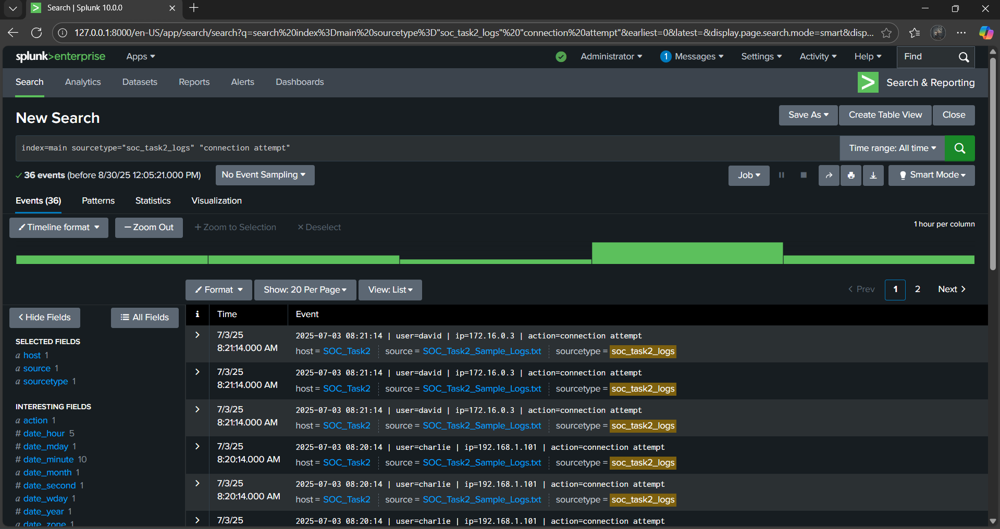 Search | Splunk 10.0.0
127.0.0.1:8000/en-US/app/search/search?q=search%20index%3Dmain%20sourcetype%3D"soc_task2_logs"%20"connection%20attempt"&earliest=0&latest=&display.page.search.mode=smart&disp...
splunk>enterprise Apps Administrator 1 Messages Settings Activity Help Find
Search Analytics Datasets Reports Alerts Dashboards > Search & Reporting
New Search Save As Create Table View Close
index=main sourcetype="soc_task2_logs" "connection attempt" Time range: All time
36 events (before 8/30/25 12:05:21.000 PM) No Event Sampling Job Smart Mode
Events (36) Patterns Statistics Visualization
Timeline format — Zoom Out + Zoom to Selection × Deselect 1 hour per column
Format Show: 20 Per Page View: List < Prev 1 2 Next >
< Hide Fields All Fields i Time Event
SELECTED FIELDS
a host 1
a source 1
a sourcetype 1
INTERESTING FIELDS
a action 1
# date_hour 5
# date_mday 1
# date_minute 10
a date_month 1
# date_second 1
a date_wday 1
# date_year 1
a date_zone 1
> 7/3/25 2025-07-03 08:21:14 | user=david | ip=172.16.0.3 | action=connection attempt
8:21:14.000 AM host = SOC_Task2 source = SOC_Task2_Sample_Logs.txt sourcetype = soc_task2_logs
> 7/3/25 2025-07-03 08:21:14 | user=david | ip=172.16.0.3 | action=connection attempt
8:21:14.000 AM host = SOC_Task2 source = SOC_Task2_Sample_Logs.txt sourcetype = soc_task2_logs
> 7/3/25 2025-07-03 08:21:14 | user=david | ip=172.16.0.3 | action=connection attempt
8:21:14.000 AM host = SOC_Task2 source = SOC_Task2_Sample_Logs.txt sourcetype = soc_task2_logs
> 7/3/25 2025-07-03 08:20:14 | user=charlie | ip=192.168.1.101 | action=connection attempt
8:20:14.000 AM host = SOC_Task2 source = SOC_Task2_Sample_Logs.txt sourcetype = soc_task2_logs
> 7/3/25 2025-07-03 08:20:14 | user=charlie | ip=192.168.1.101 | action=connection attempt
8:20:14.000 AM host = SOC_Task2 source = SOC_Task2_Sample_Logs.txt sourcetype = soc_task2_logs
> 7/3/25 2025-07-03 08:20:14 | user=charlie | ip=192.168.1.101 | action=connection attempt